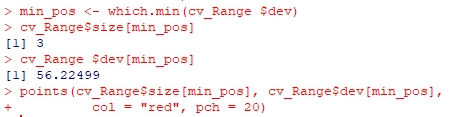 > min_pos <- which.min(cv_Range $dev)
> cv_Range$size[min_pos]
[1] 3
> cv_Range $dev[min_pos]
[1] 56.22499
> points(cv_Range$size[min_pos], cv_Range$dev[min_pos],
+        col = "red", pch = 20)